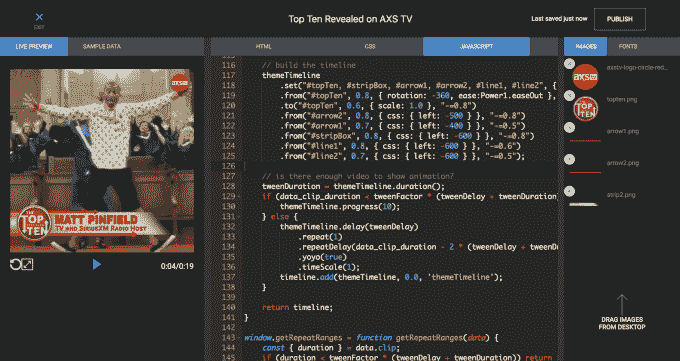 EXIT
Top Ten Revealed on AXS TV
Last saved just now
PUBLISH
LIVE PREVIEW
SAMPLE DATA
HTML
CSS
JAVASCRIPT
IMAGES
FONTS
116 // build the timeline
117 themeTimeline
118 .set("#topTen, #stripBox, #arrow1, #arrow2, #line1, #line2", {
119 .from("#topTen", 0.8, { rotation: -360, ease:Power1.easeOut },
120 .to("#topTen", 0.6, { scale: 1.0 }, "-=0.8")
121 .from("#arrow2", 0.8, { css: { left: -500 } }, "-=0.8")
122 .from("#arrow1", 0.7, { css: { left: -400 } }, "-=0.5")
123 .from("#stripBox", 0.8, { css: { left: -600 } }, "-=0.8")
124 .from("#line1", 0.8, { css: { left: -600 } }, "-=0.6")
125 .from("#line2", 0.7, { css: { left: -600 } }, "-=0.5");
126
127 // is there enough video to show animation?
128 tweenDuration = themeTimeline.duration();
129 if (data_clip_duration < tweenFactor * (tweenDelay + tweenDuration)
130 themeTimeline.progress(10);
131 } else {
132 themeTimeline.delay(tweenDelay)
133 .repeat(1)
134 .repeatDelay(data_clip_duration - 2 * (tweenDelay + tweenDu
135 .yoyo(true)
136 .timeScale(1);
137 timeline.add(themeTimeline, 0.0, 'themeTimeline');
138 }
139
140 return timeline;
141 }
142
143 window.getRepeatRanges = function getRepeatRanges(data) {
144 const { duration } = data.clip;
145 if (duration < tweenFactor * (tweenDelay + tweenDuration)) return
axstv-logo-circle-red...
topten.png
arrow1.png
arrow2.png
strip2.png
DRAG IMAGES
FROM DESKTOP
axs tv
THE
TOP
TEN
REVEALED
MATT PINFIELD
TV AND SIRIUSXM RADIO HOST
0:04/0:19